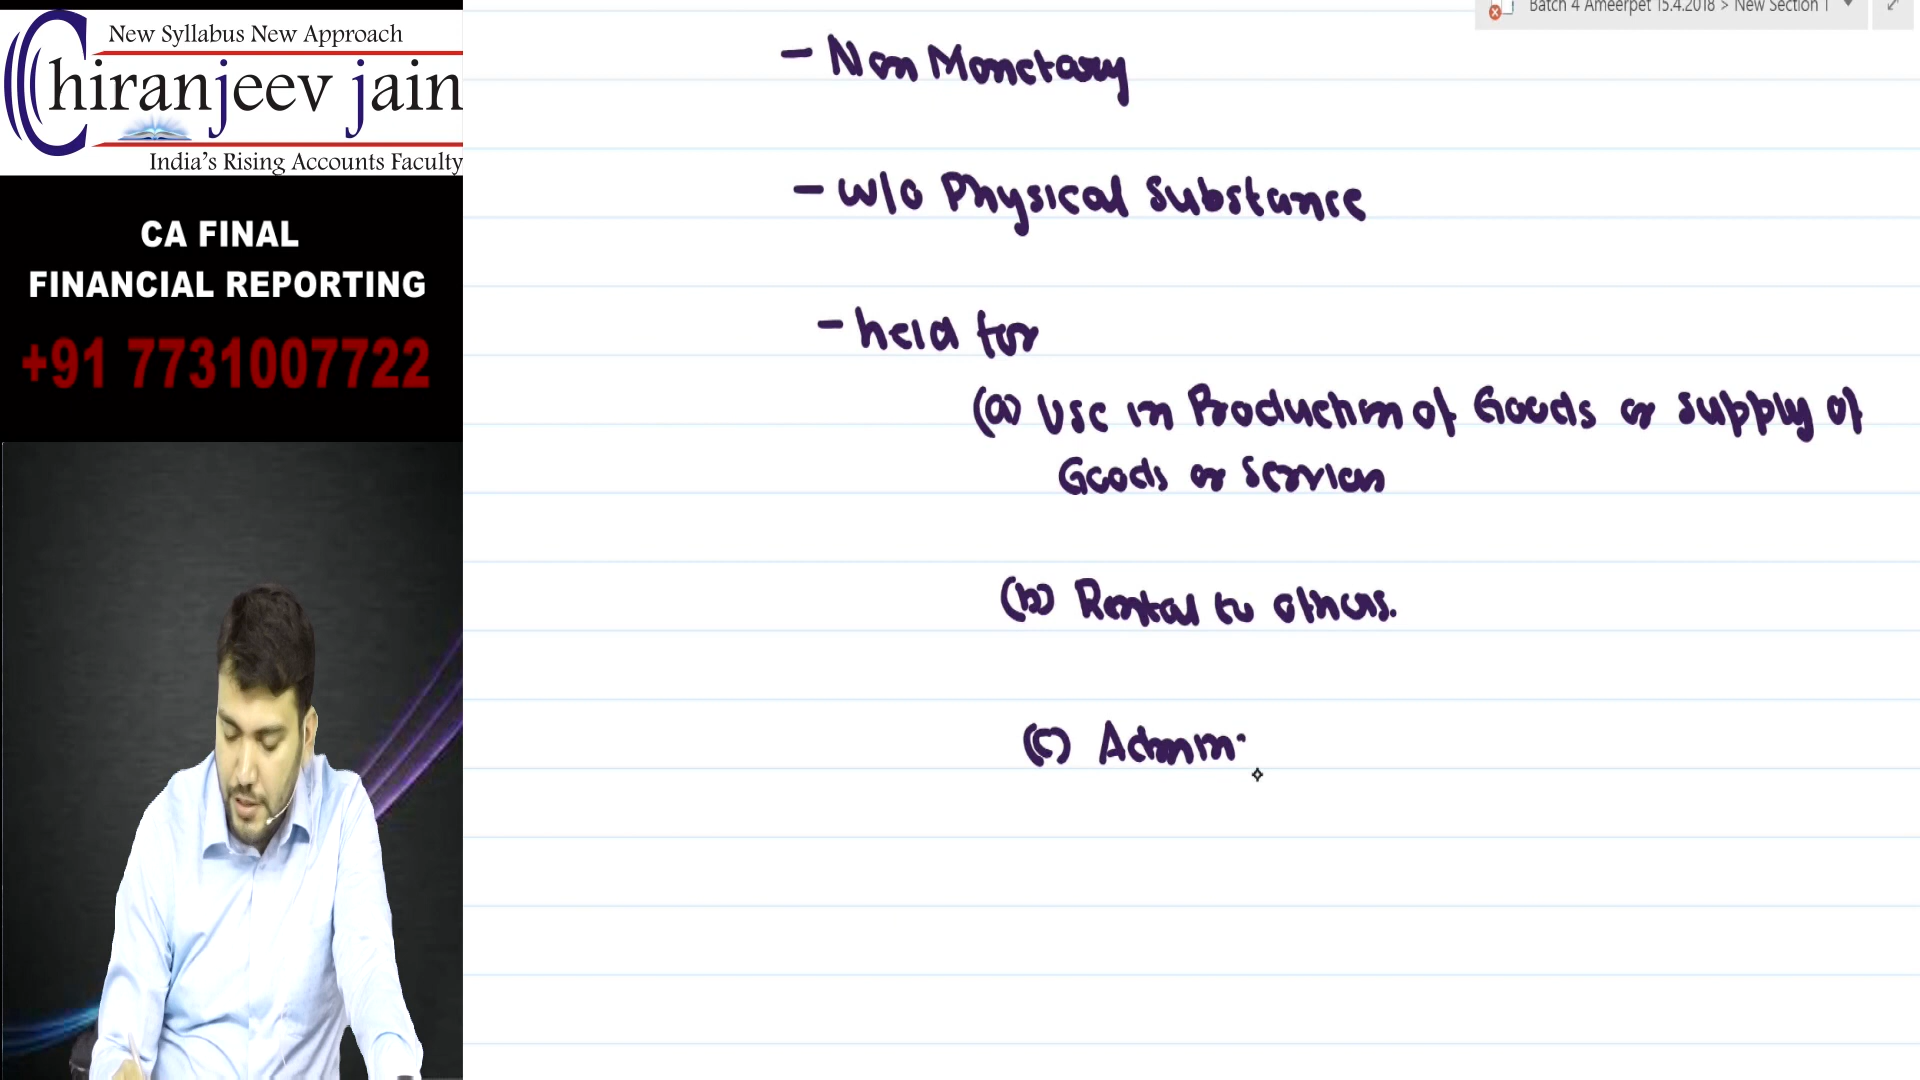 New Syllabus New Approach
Chiranjeev jain
India's Rising Accounts Faculty
CA FINAL
FINANCIAL REPORTING
+91 7731007722
Batch 4 Ameerpet 15.4.2018 > New Section 1
- Non Monetary
- w/o Physical Substance
- held for
(a) Use in Production of Goods or Supply of
Goods or Services
(b) Rental to others.
(c) Admin.